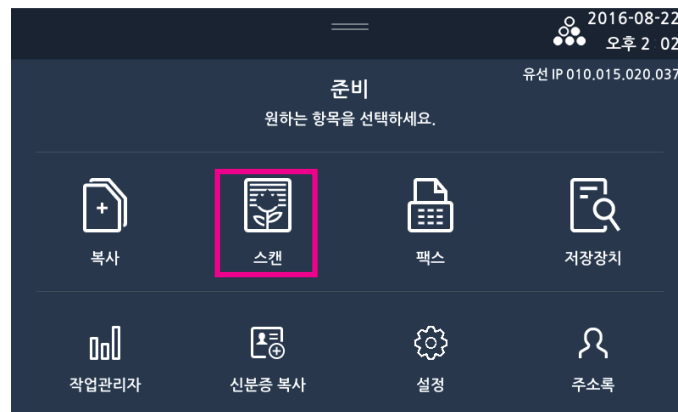 2016-08-22
오후 2 02
유선 IP 010.015.020.037
준비
원하는 항목을 선택하세요.
복사 스캔 팩스 저장장치
작업관리자 신분증 복사 설정 주소록